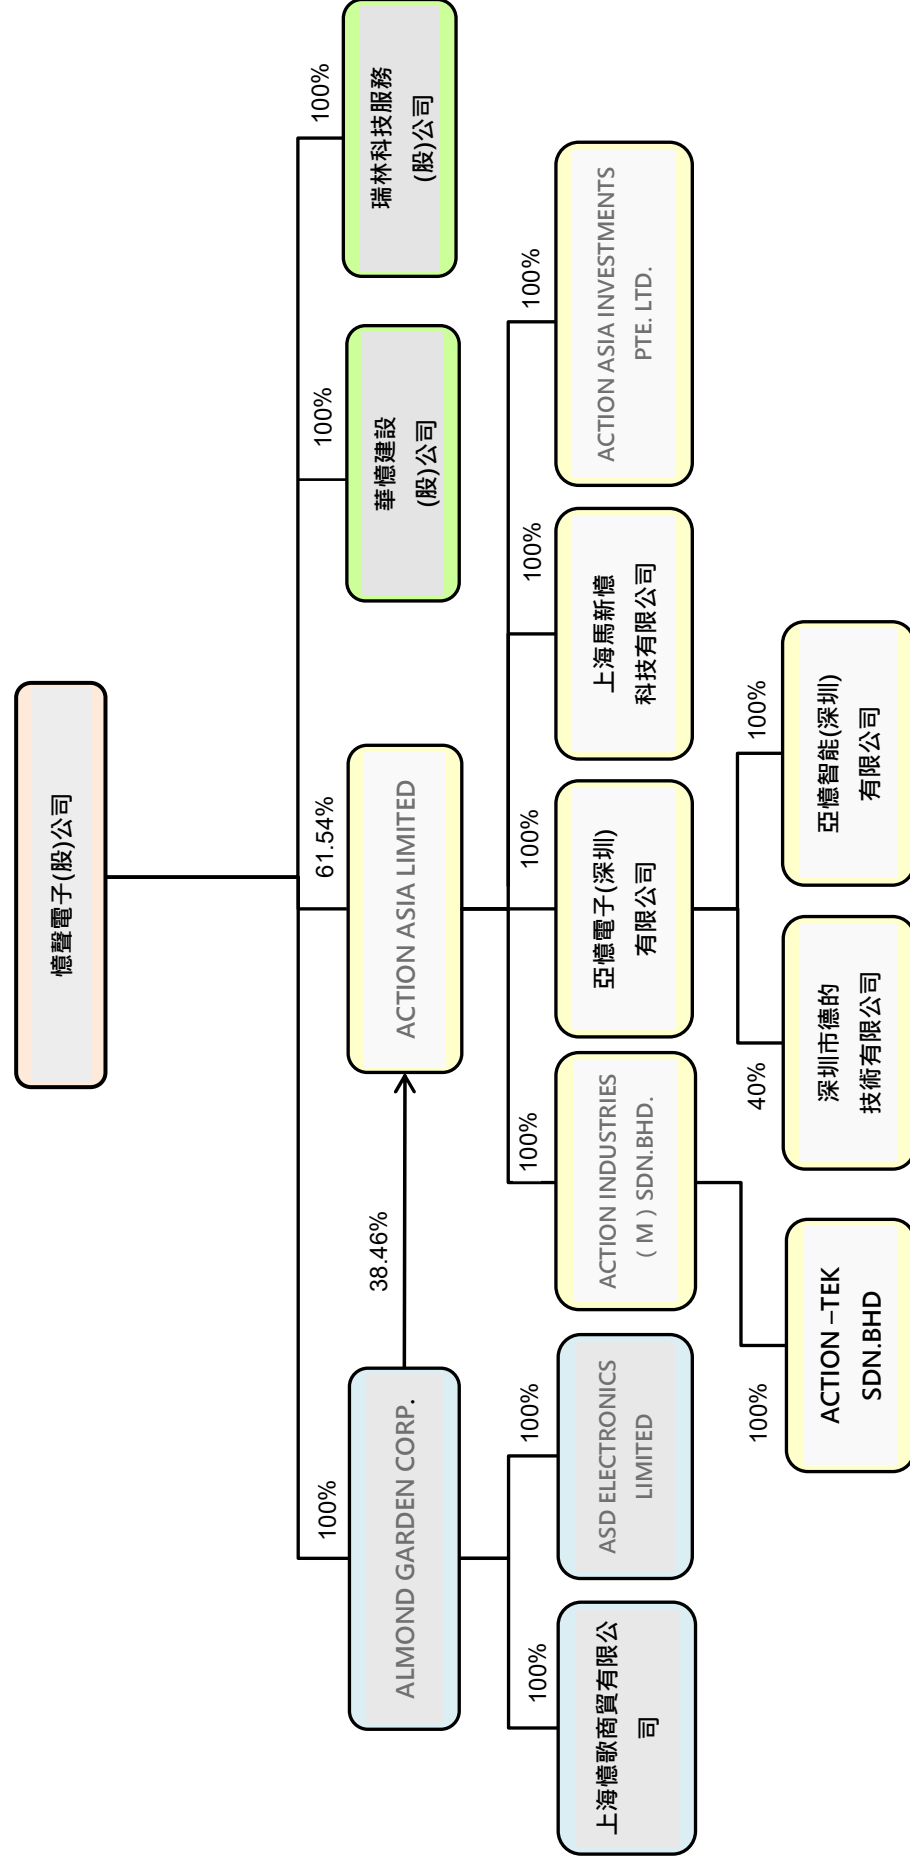 憶聲電子(股)公司
100%
61.54%
100%
100%
ALMOND GARDEN CORP.
38.46%
ACTION ASIA LIMITED
華憶建設
(股)公司
瑞林科技服務
(股)公司
100%
100%
100%
100%
100%
100%
上海憶歌商貿有限公
司
ASD ELECTRONICS
LIMITED
ACTION INDUSTRIES
( M ) SDN.BHD.
亞憶電子(深圳)
有限公司
上海馬新憶
科技有限公司
ACTION ASIA INVESTMENTS
PTE. LTD.
100%
40%
100%
ACTION –TEK
SDN.BHD
深圳市德的
技術有限公司
亞憶智能(深圳)
有限公司